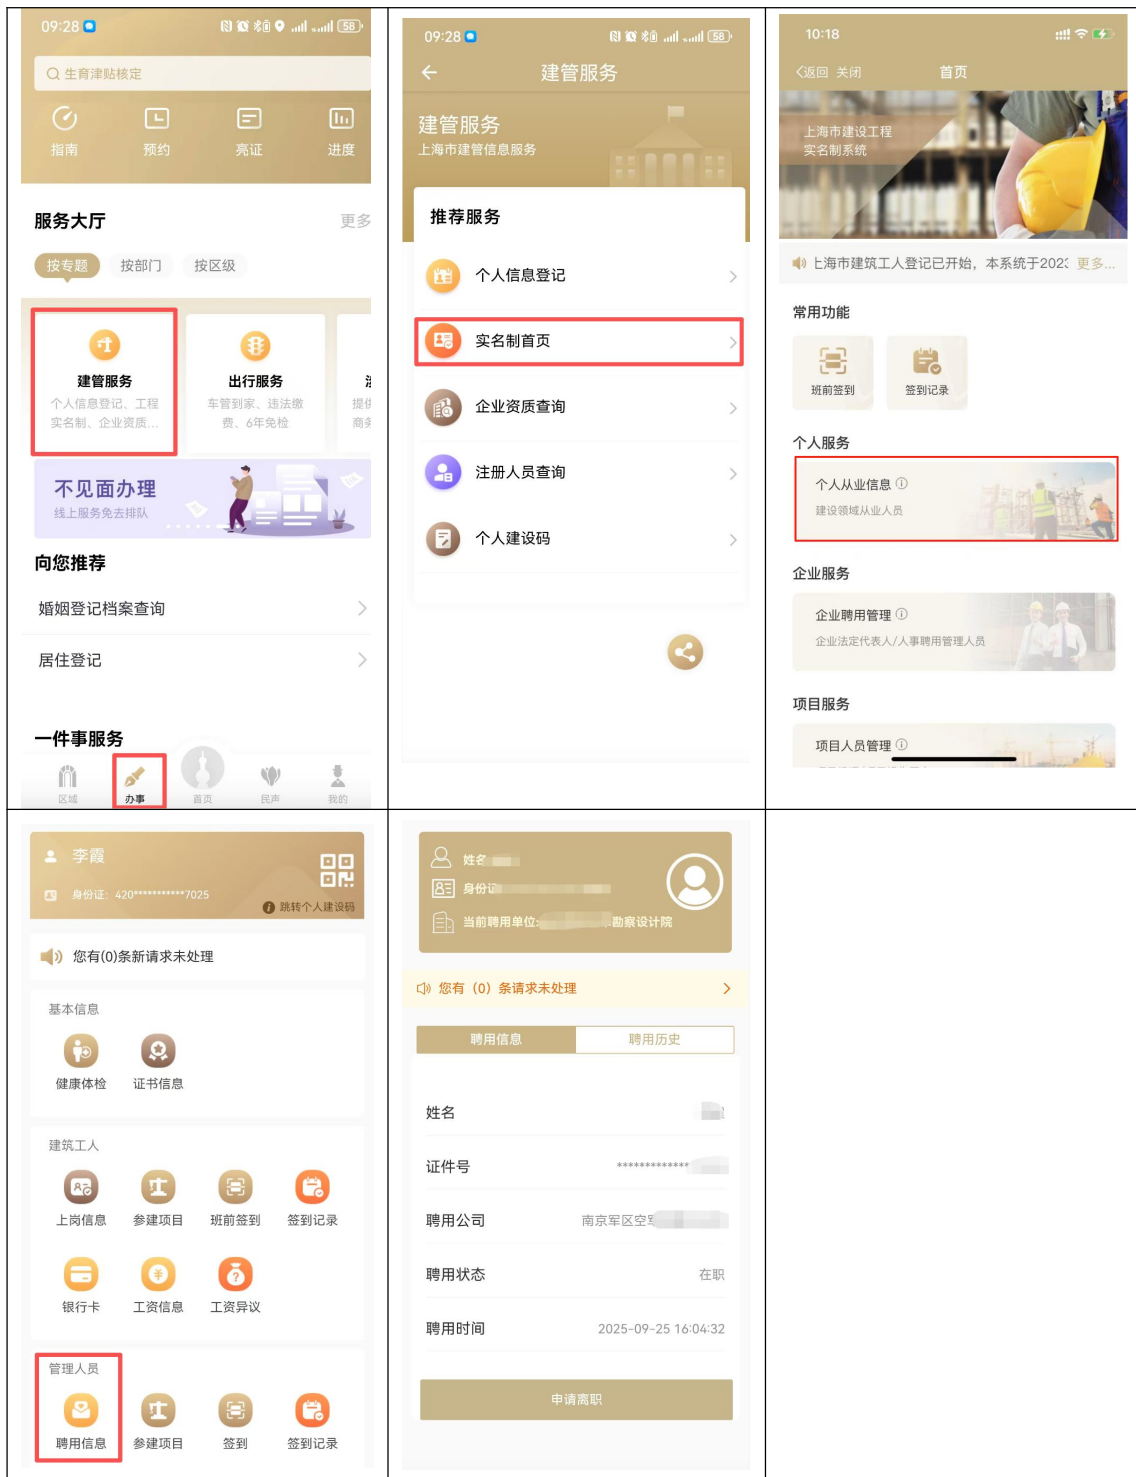 09:28
58
生育津贴核定
指南
预约
亮证
进度
服务大厅
更多
按专题
按部门
按区级
建管服务
个人信息登记、工程
实名制、企业资质...
出行服务
车管到家、违法缴
费、6年免检
提供
商务
不见面办理
线上服务免去排队
向您推荐
婚姻登记档案查询
居住登记
一件事服务
区域
办事
首页
民声
我的
09:28
58
建管服务
建管服务
上海市建管信息服务
推荐服务
个人信息登记
实名制首页
企业资质查询
注册人员查询
个人建设码
10:18
返回 关闭
首页
上海市建设工程
实名制系统
上海市建筑工人登记已开始，本系统于2023
更多...
常用功能
班前签到
签到记录
个人服务
个人从业信息
建设领域从业人员
企业服务
企业聘用管理
企业法定代表人/人事聘用管理人员
项目服务
项目人员管理
李霞
身份证：420***********7025
跳转个人建设码
您有(0)条新请求未处理
基本信息
健康体检
证书信息
建筑工人
上岗信息
参建项目
班前签到
签到记录
银行卡
工资信息
工资异议
管理人员
聘用信息
参建项目
签到
签到记录
姓名
身份证
当前聘用单位:
勘察设计院
您有（0）条请求未处理
聘用信息
聘用历史
姓名
证件号
*************
聘用公司
南京军区空军
聘用状态
在职
聘用时间
2025-09-25 16:04:32
申请离职